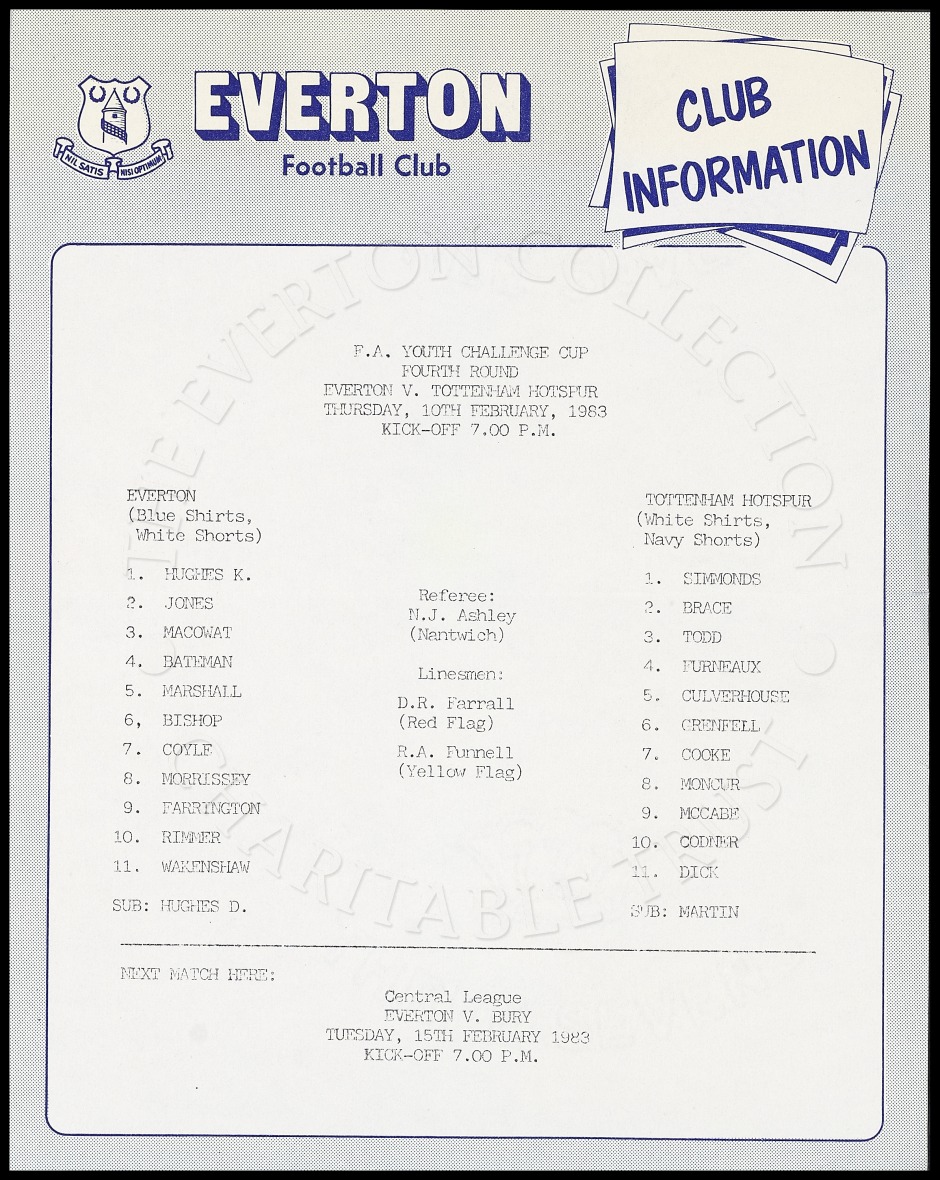 EVERTON
Football Club
NIL SATIS NISI OPTIMUM
CLUB
INFORMATION
F.A. YOUTH CHALLENGE CUP
FOURTH ROUND
EVERTON V. TOTTENHAM HOTSPUR
THURSDAY, 10TH FEBRUARY, 1983
KICK-OFF 7.00 P.M.
EVERTON
(Blue Shirts,
White Shorts)
1. HUGHES K.
2. JONES
3. MACOWAT
4. BATEMAN
5. MARSHALL
6, BISHOP
7. COYLE
8. MORRISSEY
9. FARRINGTON
10. RIMMER
11. WAKENSHAW
SUB: HUGHES D.
Referee:
N.J. Ashley
(Nantwich)
Linesmen:
D.R. Farrall
(Red Flag)
R.A. Funnell
(Yellow Flag)
TOTTENHAM HOTSPUR
(White Shirts,
Navy Shorts)
1. SIMMONDS
2. BRACE
3. TODD
4. FURNEAUX
5. CULVERHOUSE
6. GRENFELL
7. COOKE
8. MONCUR
9. MCCABE
10. CODNER
11. DICK
SUB: MARTIN
NEXT MATCH HERE:
Central League
EVERTON V. BURY
TUESDAY, 15TH FEBRUARY 1983
KICK-OFF 7.00 P.M.
THE EVERTON COLLECTION
CHARITABLE TRUST